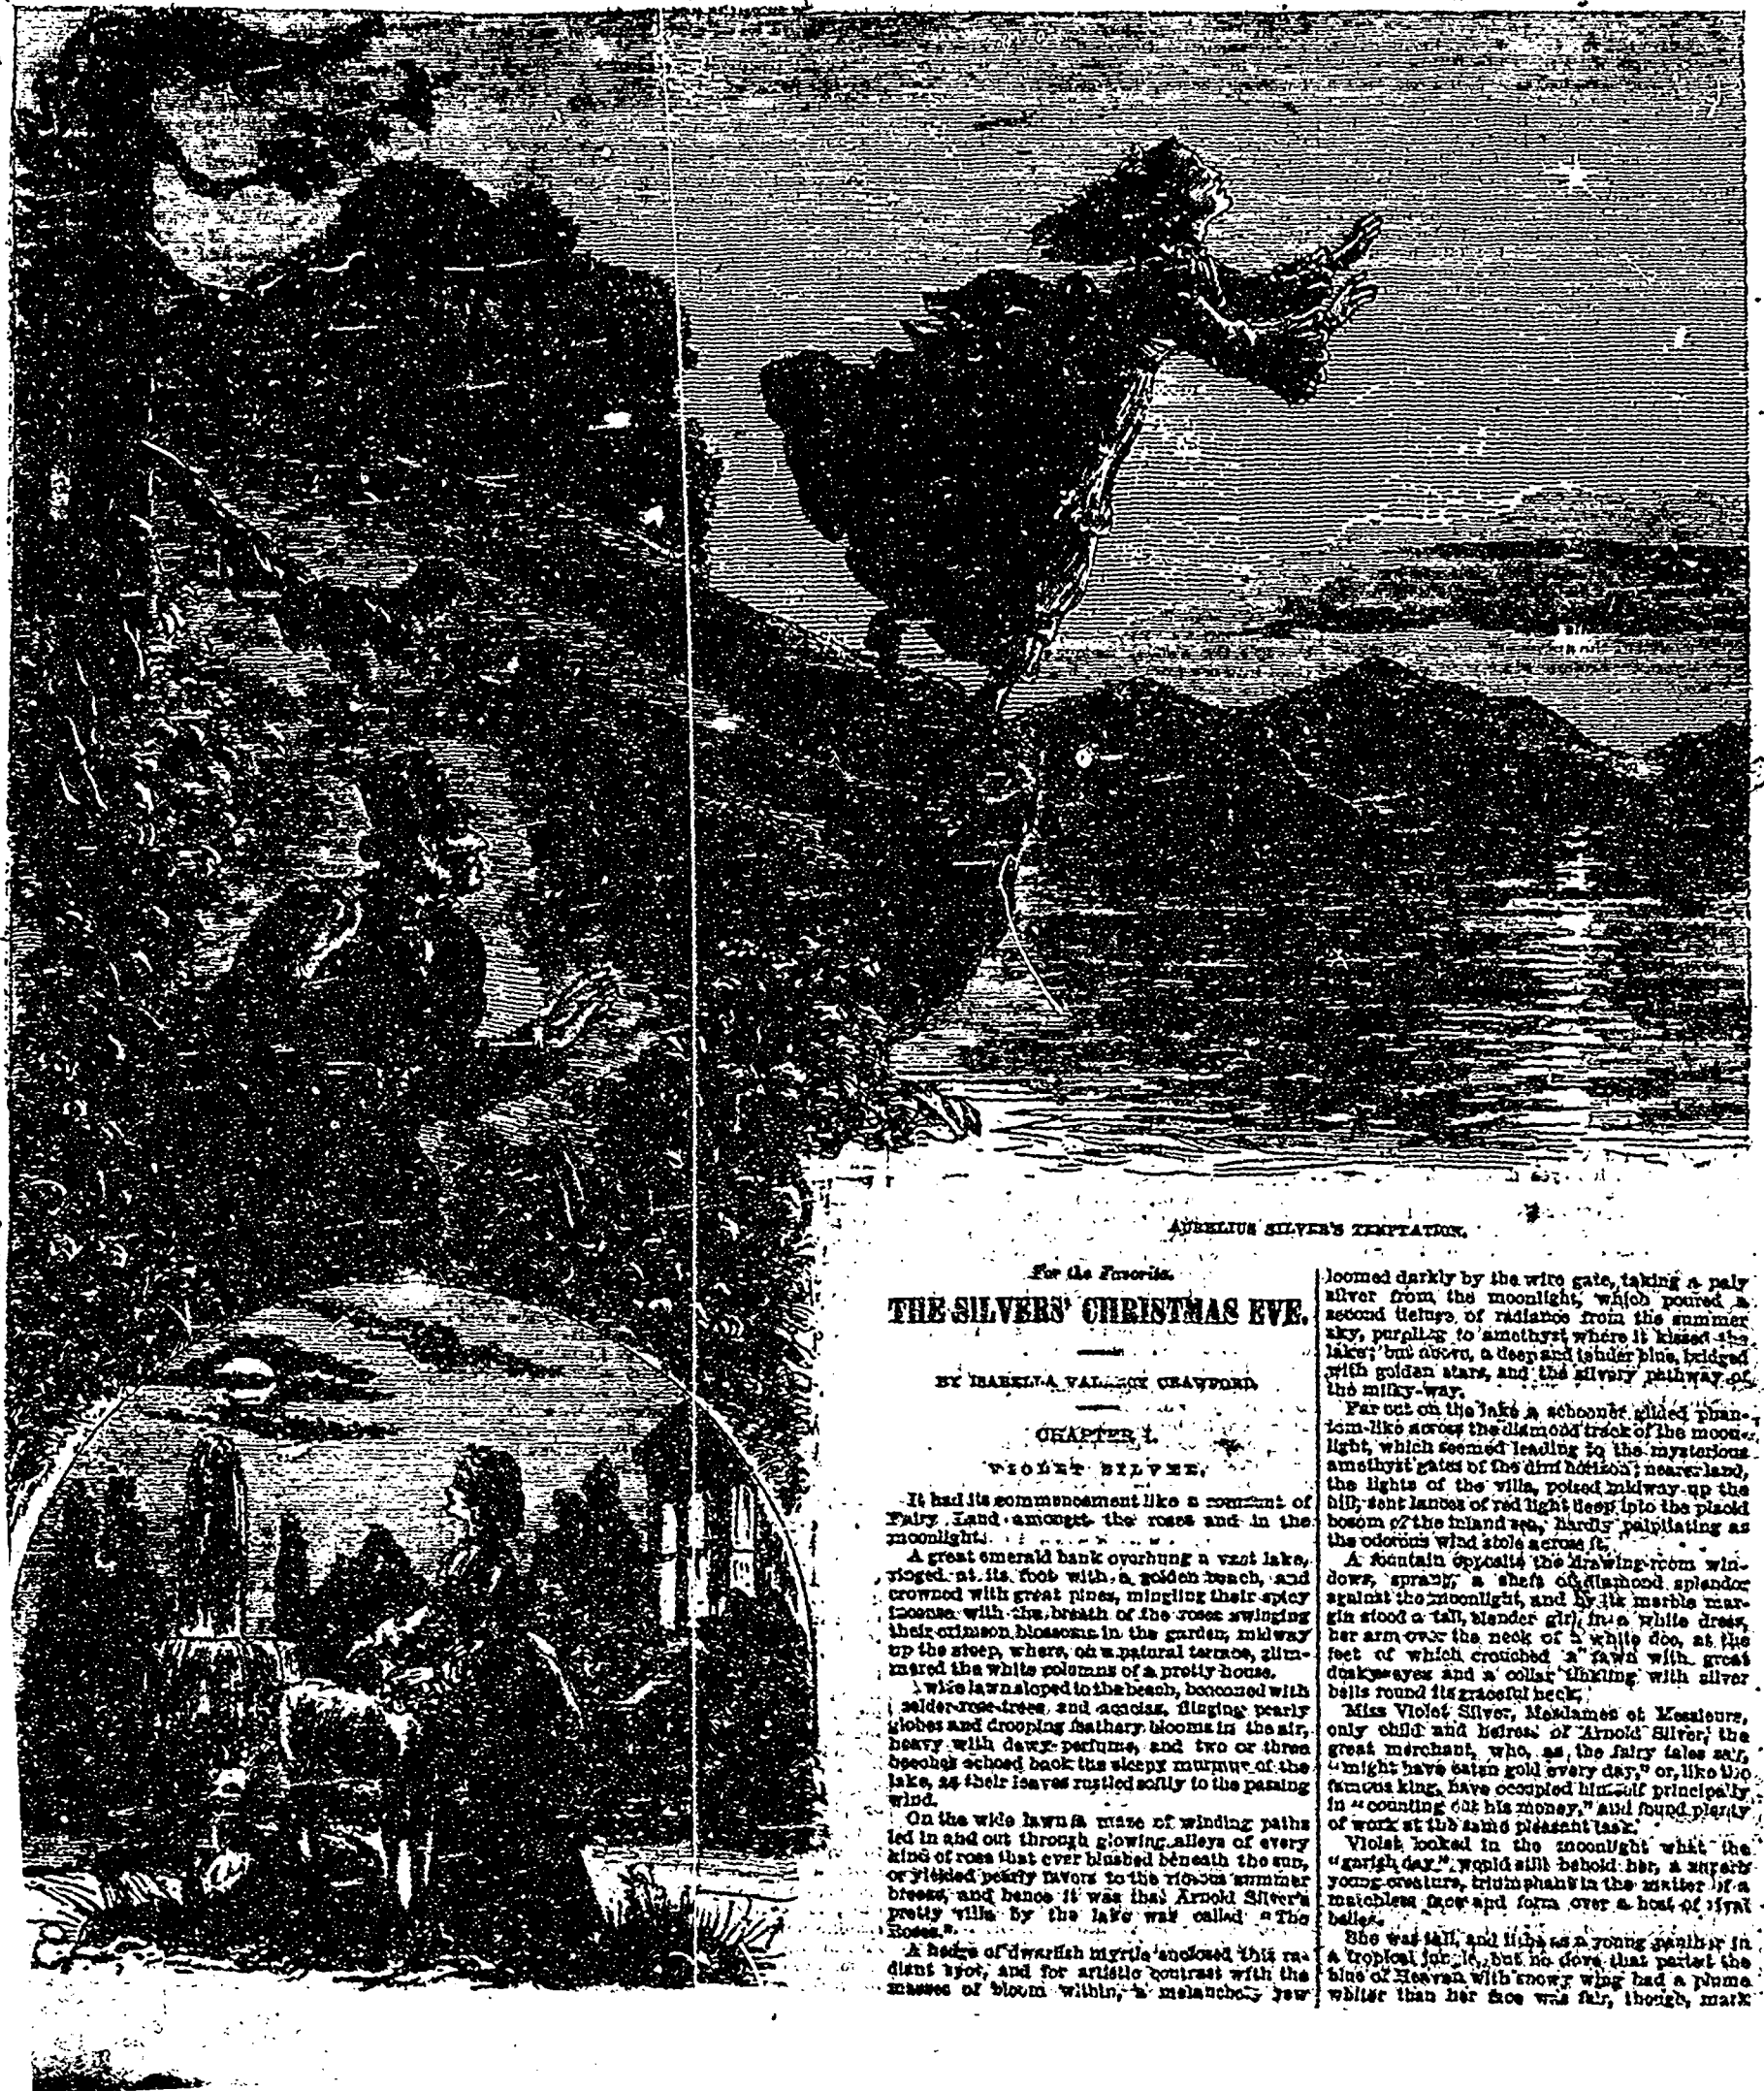 AURELIUS SILVER'S TEMPTATION.
For the Favorite.
THE SILVERS' CHRISTMAS EVE.
BY ISABELLA VALANCY CRAWFORD.
CHAPTER I.
VIOLET SILVER.
It had its commencement like a romaunt of
Fairy Land amongst the roses and in the
moonlight.
A great emerald bank overhung a vast lake,
ringed at its foot with a golden beach, and
crowned with great pines, mingling their spicy
incense with the breath of the roses swinging
their crimson blossoms in the garden, midway
up the steep, where, on a natural terrace, glim-
mered the white columns of a pretty house.
A wide lawn sloped to the beach, bosomed with
guelder-rose-trees and acacias, flinging pearly
globes and drooping feathery blooms in the air,
heavy with dewy perfume, and two or three
beeches echoed back the sleepy murmur of the
lake, as their leaves rustled softly to the passing
wind.
On the wide lawn a maze of winding paths
led in and out through glowing alleys of every
kind of rose that ever blushed beneath the sun,
or yielded pearly favors to the riotous summer
breeze, and hence it was that Arnold Silver's
pretty villa by the lake was called "The
Roses."
A hedge of dwarfish myrtle enclosed this ra-
diant spot, and for artistic contrast with the
masses of bloom within, a melancholy yew
loomed darkly by the wire gate, taking a paly
silver from the moonlight, which poured a
second deluge of radiance from the summer
sky, purpling to amethyst where it kissed the
lake; but above, a deep and tender blue, bridged
with golden stars, and the silvery pathway of
the milky-way.
Far out on the lake a schooner glided phan-
tom-like across the diamond track of the moon-
light, which seemed leading to the mysterious
amethyst gates of the dim horizon; nearer land,
the lights of the villa, poised midway up the
hill, sent lances of red light deep into the placid
bosom of the inland sea, hardly palpitating as
the odorous wind stole across it.
A fountain opposite the drawing-room win-
dows, sprang, a shaft of diamond splendor
against the moonlight, and by its marble mar-
gin stood a tall, slender girl, in a white dress,
her arm over the neck of a white doe, at the
feet of which crouched a fawn with great
dusky eyes and a collar tinkling with silver
bells round its graceful neck.
Miss Violet Silver, Mesdames et Messieurs,
only child and heiress of Arnold Silver, the
great merchant, who, as the fairy tales say,
"might have eaten gold every day," or, like the
famous king, have occupied himself principally
in "counting out his money," and found plenty
of work at the same pleasant task.
Violet looked in the moonlight what the
"garish day" would still behold her, a superb
young creature, triumphant in the matter of a
matchless face and form over a host of rival
belles.
She was tall, and lithe as a young panther in
a tropical jungle, but no dove that parted the
blue of Heaven with snowy wing had a plume
whiter than her face was fair, though, mark